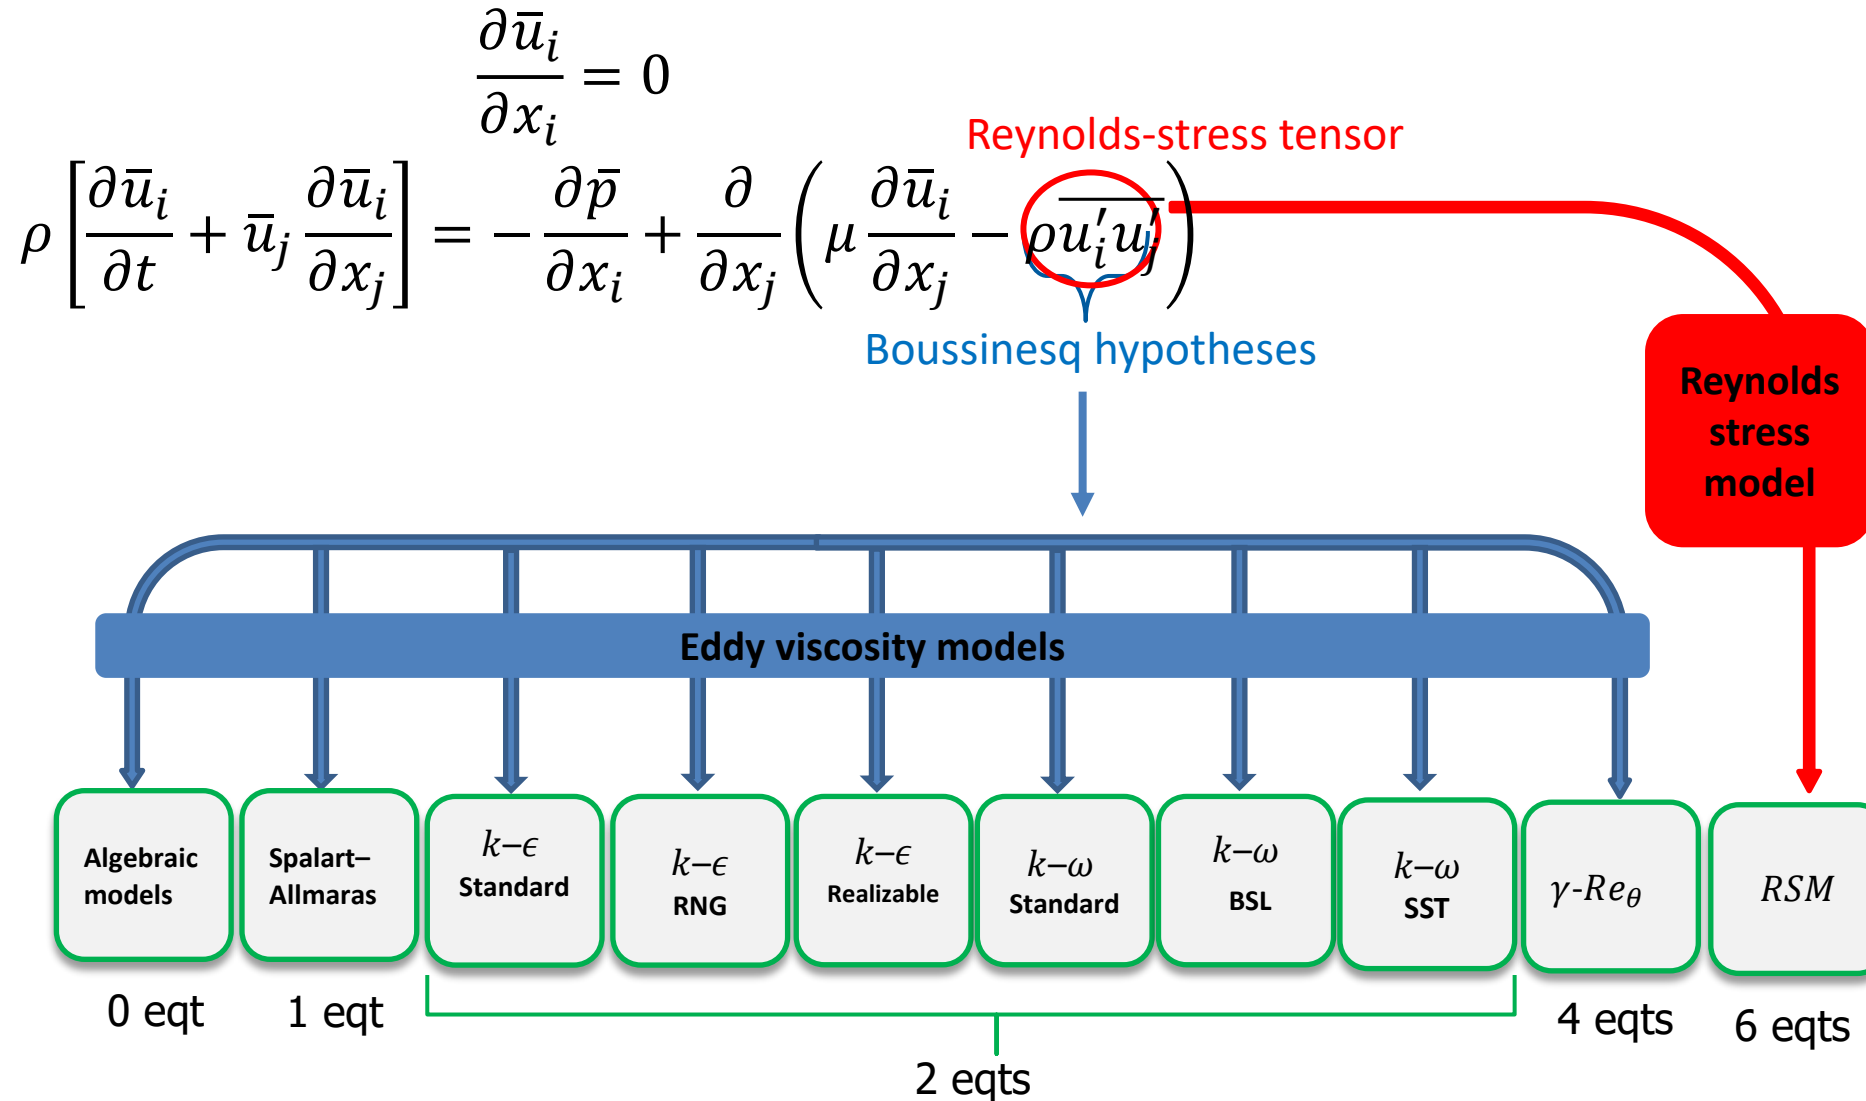 ∂ū_i/∂x_i = 0
Reynolds-stress tensor
ρ[∂ū_i/∂t + ū_j ∂ū_i/∂x_j] = −∂p̄/∂x_i + ∂/∂x_j(μ ∂ū_i/∂x_j − ρ\overline{u_i′u_j′})
Boussinesq hypotheses
Reynolds
stress
model
Eddy viscosity models
Algebraic
models
Spalart–
Allmaras
k–ϵ
Standard
k–ϵ
RNG
k–ϵ
Realizable
k–ω
Standard
k–ω
BSL
k–ω
SST
γ-Re_θ
RSM
0 eqt
1 eqt
2 eqts
4 eqts
6 eqts